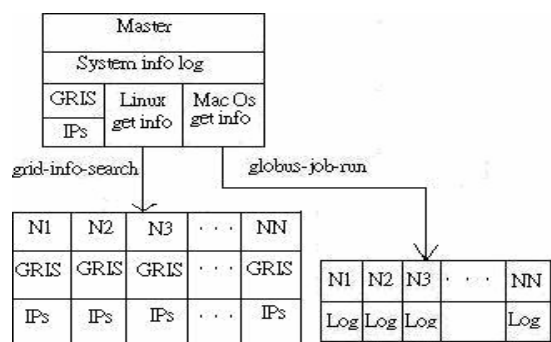 Master
System info log
GRIS
IPs
Linux
get info
Mac Os
get info
grid-info-search
globus-job-run
N1 N2 N3 . . . NN
GRIS GRIS GRIS . . . GRIS
IPs IPs IPs . . . IPs
N1 N2 N3 . . . NN
Log Log Log Log